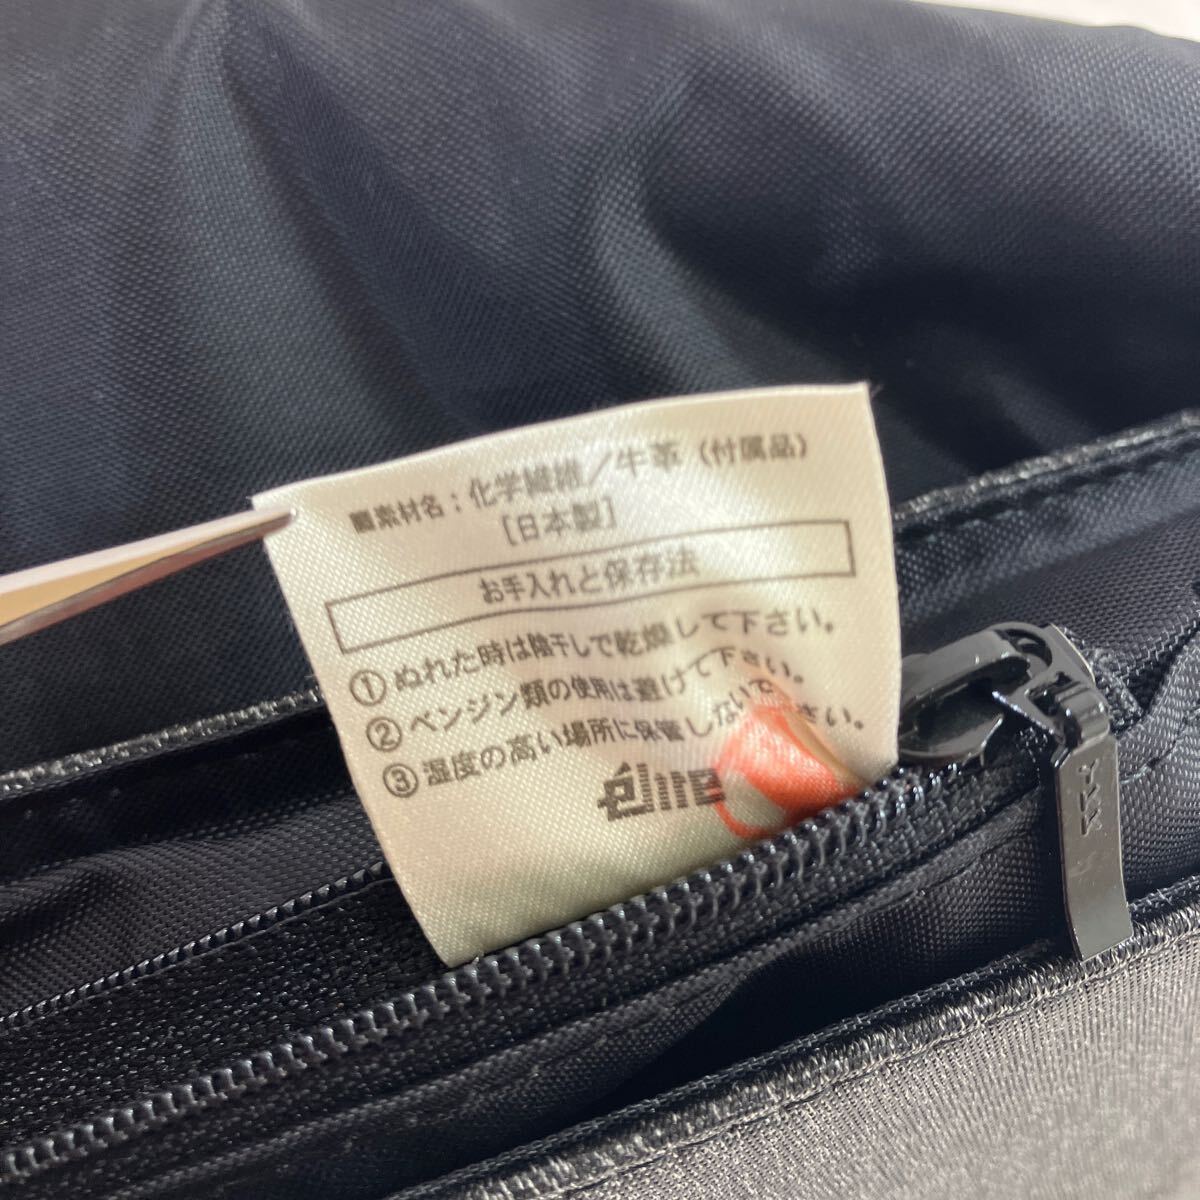 ■素材名：化学繊維／牛革（付属品）
［日本製］
お手入れと保存法
① ぬれた時は陰干しで乾燥して下さい。
② ベンジン類の使用は避けて下さい。
③ 湿度の高い場所に保管しないで下さい。